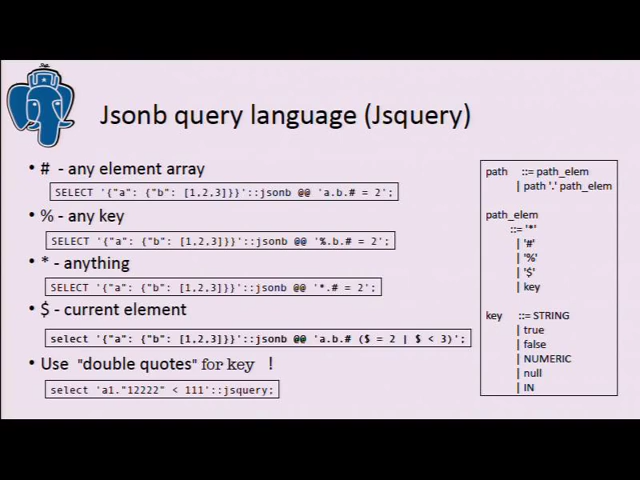 Jsonb query language (Jsquery)
• # - any element array
SELECT '{"a": {"b": [1,2,3]}}'::jsonb @@ 'a.b.# = 2';
• % - any key
SELECT '{"a": {"b": [1,2,3]}}'::jsonb @@ '%.b.# = 2';
• * - anything
SELECT '{"a": {"b": [1,2,3]}}'::jsonb @@ '*.# = 2';
• $ - current element
select '{"a": {"b": [1,2,3]}}'::jsonb @@ 'a.b.# ($ = 2 | $ < 3)';
• Use "double quotes" for key !
select 'a1."12222" < 111'::jsquery;
path ::= path_elem
| path '.' path_elem
path_elem
::= '*'
| '#'
| '%'
| '$'
| key
key ::= STRING
| true
| false
| NUMERIC
| null
| IN